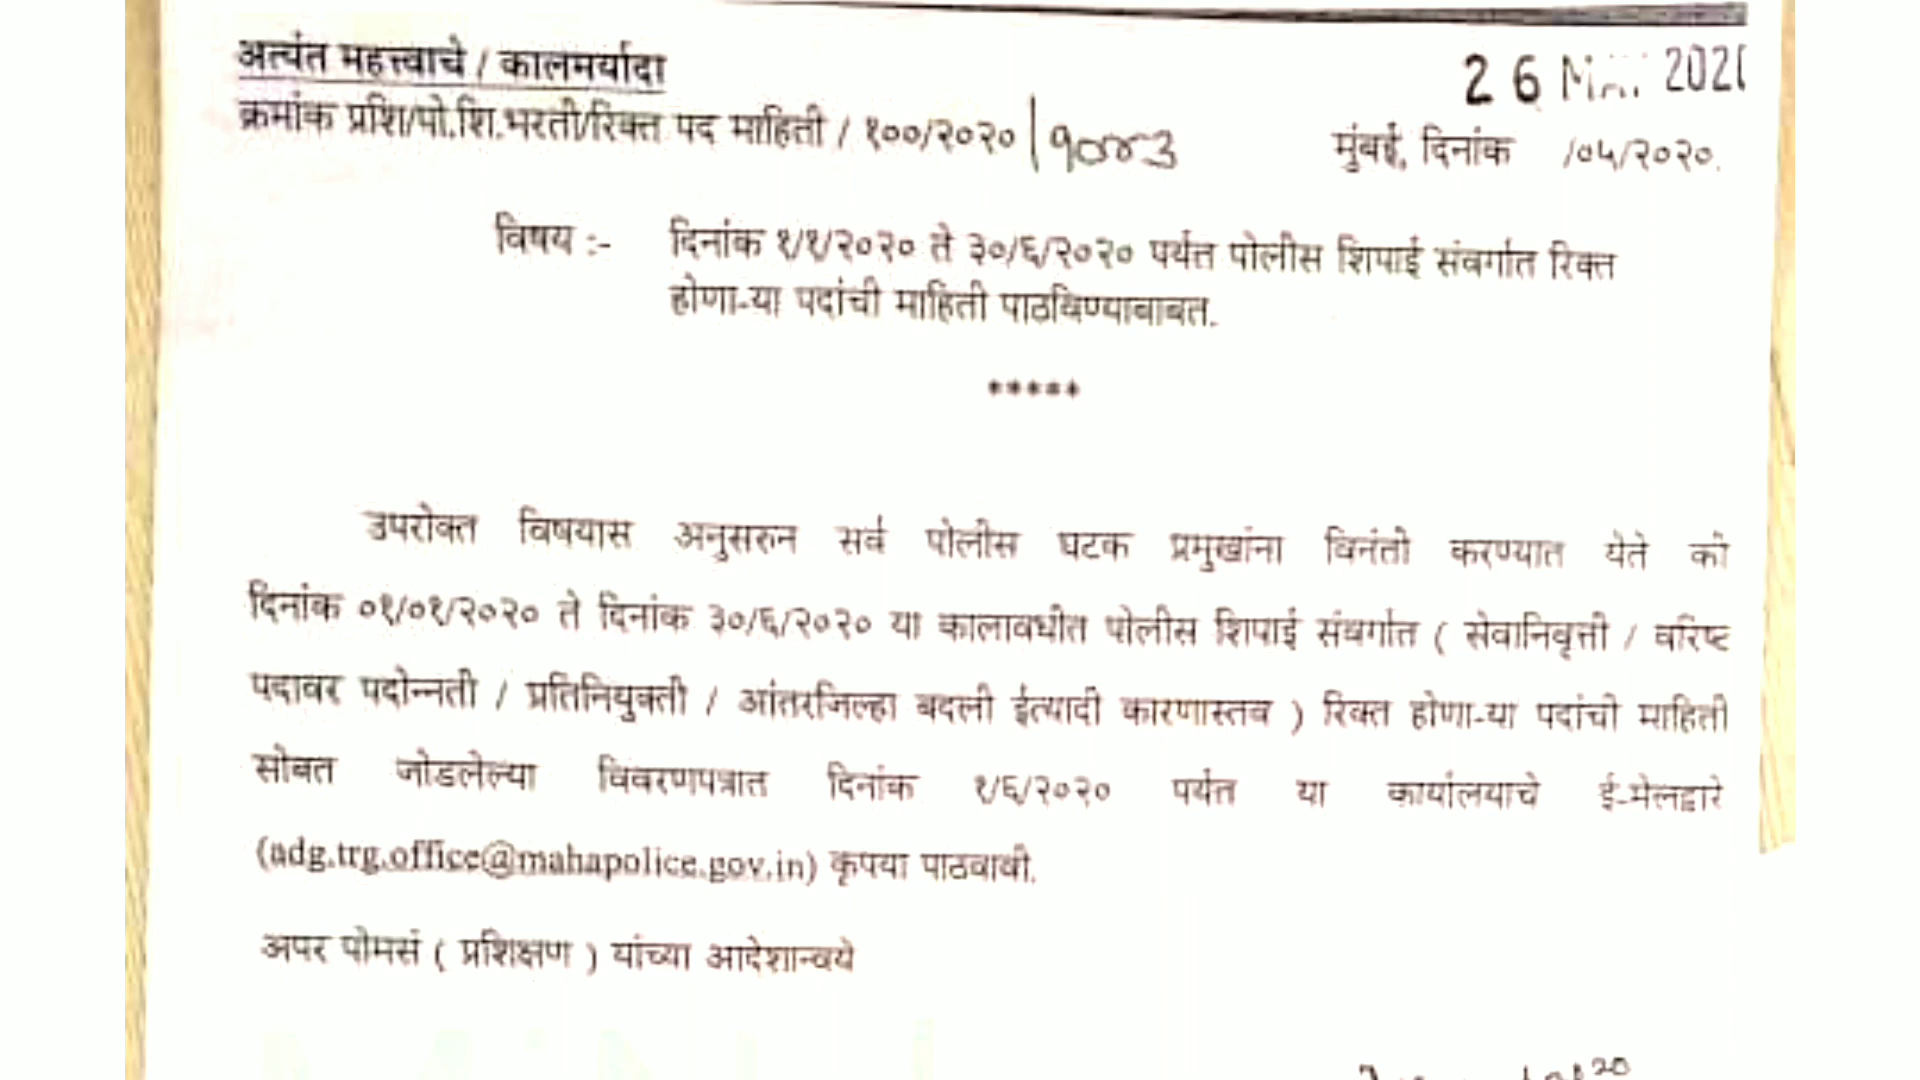 अत्यंत महत्त्वाचे / कालमर्यादा
26 2020
क्रमांक प्रशि/पो.शि.भरती/रिक्त पद माहिती / १००/२०२०
मुंबई, दिनांक /०५/२०२०.
विषय :- दिनांक १/१/२०२० ते ३०/६/२०२० पर्यंत पोलीस शिपाई संवर्गात रिक्त
होणा-या पदांची माहिती पाठविण्याबाबत.
*****
उपरोक्त विषयास अनुसरुन सर्व पोलीस घटक प्रमुखांना विनंती करण्यात येते की
दिनांक ०१/०१/२०२० ते दिनांक ३०/६/२०२० या कालावधीत पोलीस शिपाई संवर्गात ( सेवानिवृत्ती / वरिष्ट
पदावर पदोन्नती / प्रतिनियुक्ती / आंतरजिल्हा बदली ईत्यादी कारणास्तव ) रिक्त होणा-या पदांची माहिती
सोबत जोडलेल्या विवरणपत्रात दिनांक १/६/२०२० पर्यंत या कार्यालयाचे ई-मेलद्वारे
(adg.trg.office@mahapolice.gov.in) कृपया पाठवावी.
अपर पोमसं ( प्रशिक्षण ) यांच्या आदेशान्वये